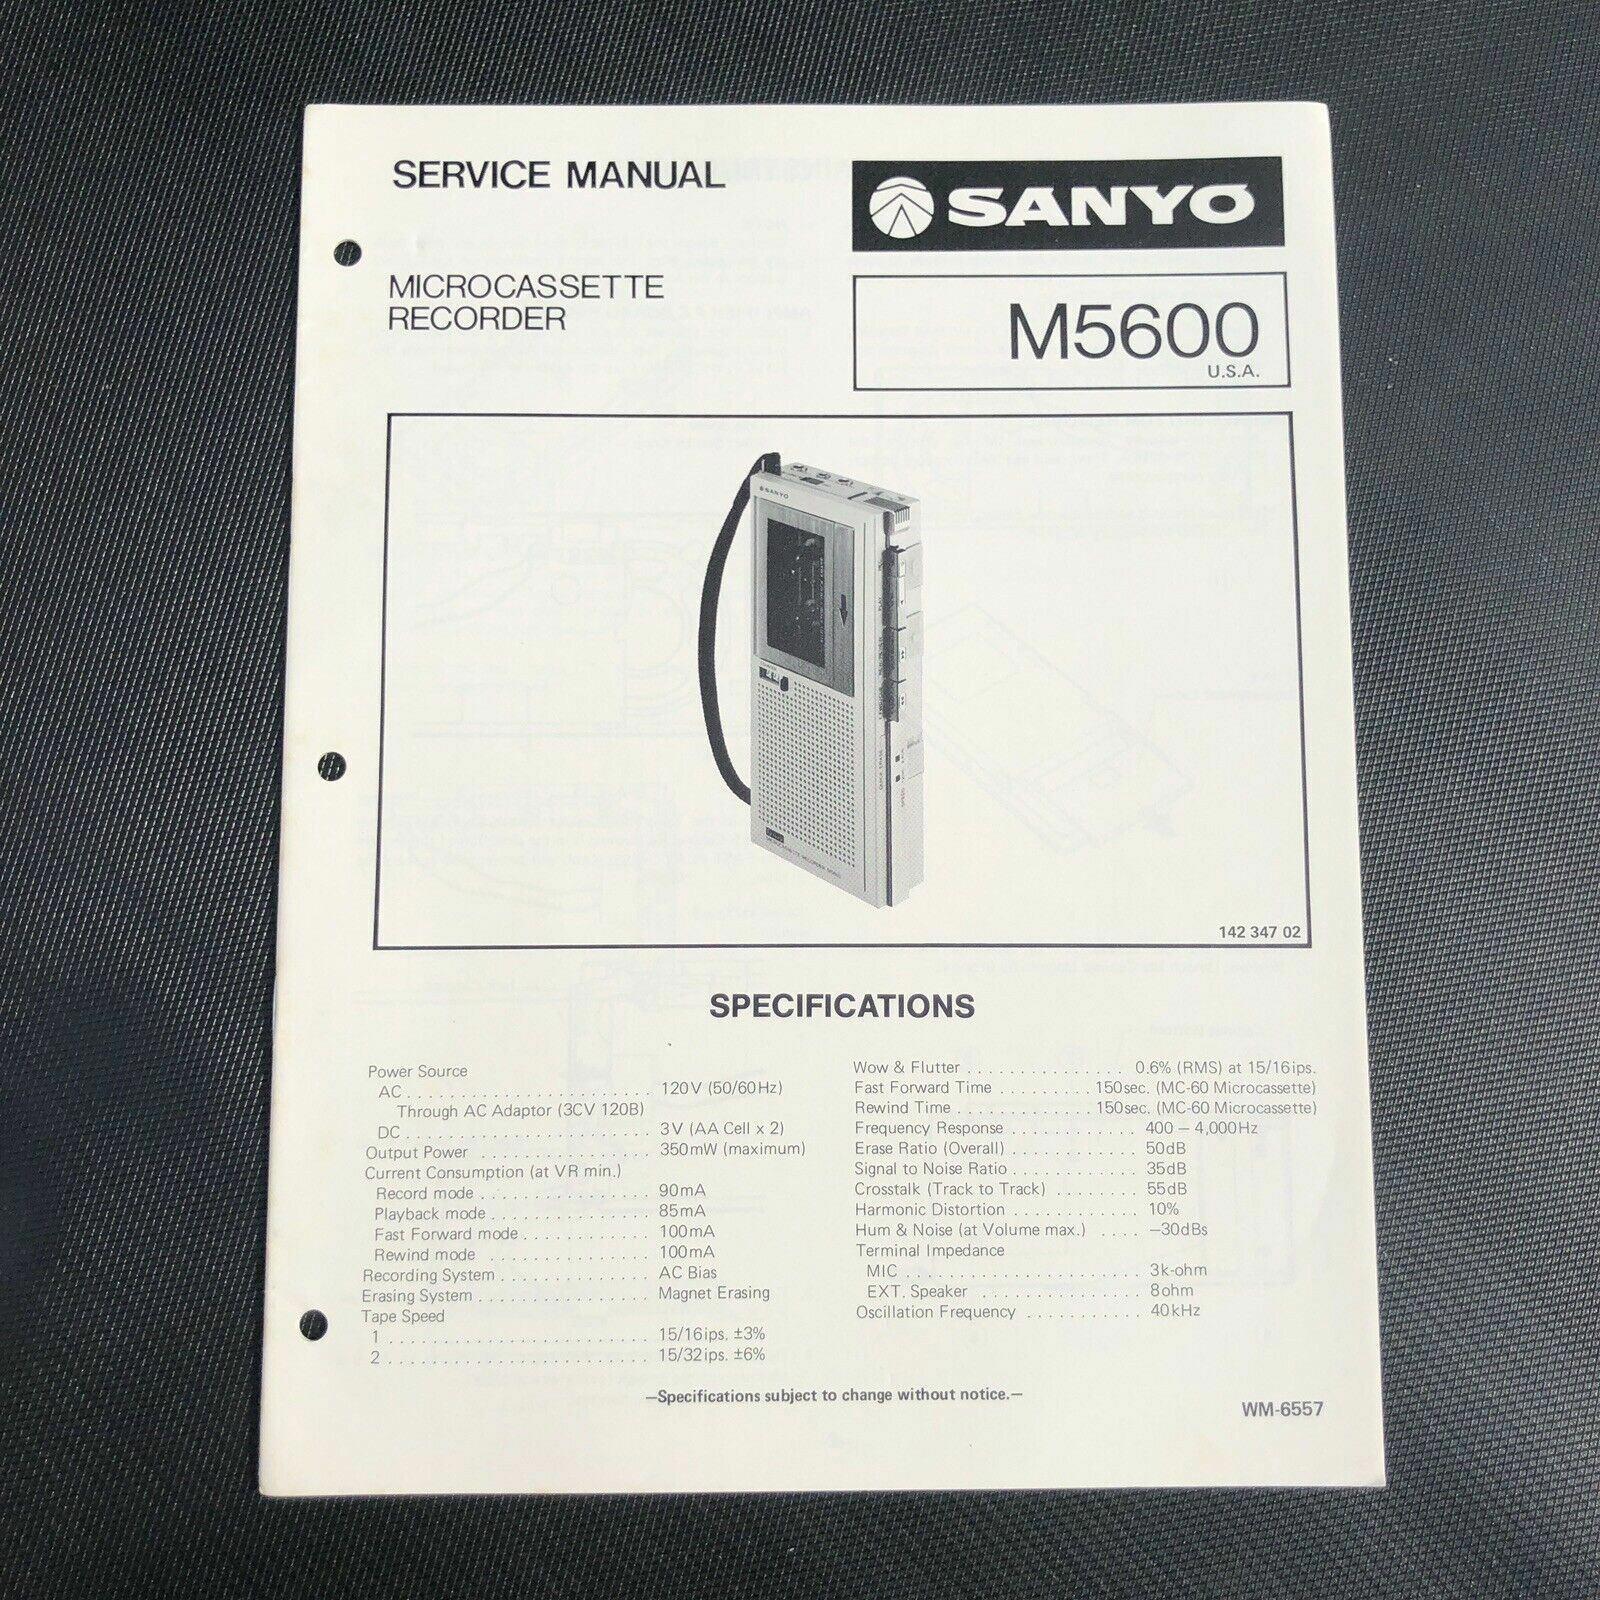 SERVICE MANUAL
SANYO
MICROCASSETTE
RECORDER
M5600
U.S.A.
SANYO
142 347 02
SPECIFICATIONS
Power Source
AC . . . . . . . . . . . . . . . . . . . . . . . . 120V (50/60Hz)
Through AC Adaptor (3CV 120B)
DC . . . . . . . . . . . . . . . . . . . . . . . . 3V (AA Cell x 2)
Output Power . . . . . . . . . . . . . . . . 350mW (maximum)
Current Consumption (at VR min.)
Record mode . . . . . . . . . . . . . . . . 90mA
Playback mode . . . . . . . . . . . . . . . 85mA
Fast Forward mode . . . . . . . . . . . . 100mA
Rewind mode . . . . . . . . . . . . . . . 100mA
Recording System . . . . . . . . . . . . . . AC Bias
Erasing System . . . . . . . . . . . . . . . . Magnet Erasing
Tape Speed
1 . . . . . . . . . . . . . . . . . . . . . . . . . 15/16ips. ±3%
2 . . . . . . . . . . . . . . . . . . . . . . . . . 15/32ips. ±6%
Wow & Flutter . . . . . . . . . . . . . . . 0.6% (RMS) at 15/16ips.
Fast Forward Time . . . . . . . . . 150sec. (MC-60 Microcassette)
Rewind Time . . . . . . . . . . . . . 150sec. (MC-60 Microcassette)
Frequency Response . . . . . . . . . . . . 400 – 4,000Hz
Erase Ratio (Overall) . . . . . . . . . . . . 50dB
Signal to Noise Ratio . . . . . . . . . . . . 35dB
Crosstalk (Track to Track) . . . . . . . . 55dB
Harmonic Distortion . . . . . . . . . . . . 10%
Hum & Noise (at Volume max.) . . . . –30dBs
Terminal Impedance
MIC . . . . . . . . . . . . . . . . . . . . . . . 3k-ohm
EXT. Speaker . . . . . . . . . . . . . . . . 8ohm
Oscillation Frequency . . . . . . . . . . . 40kHz
–Specifications subject to change without notice.–
WM-6557